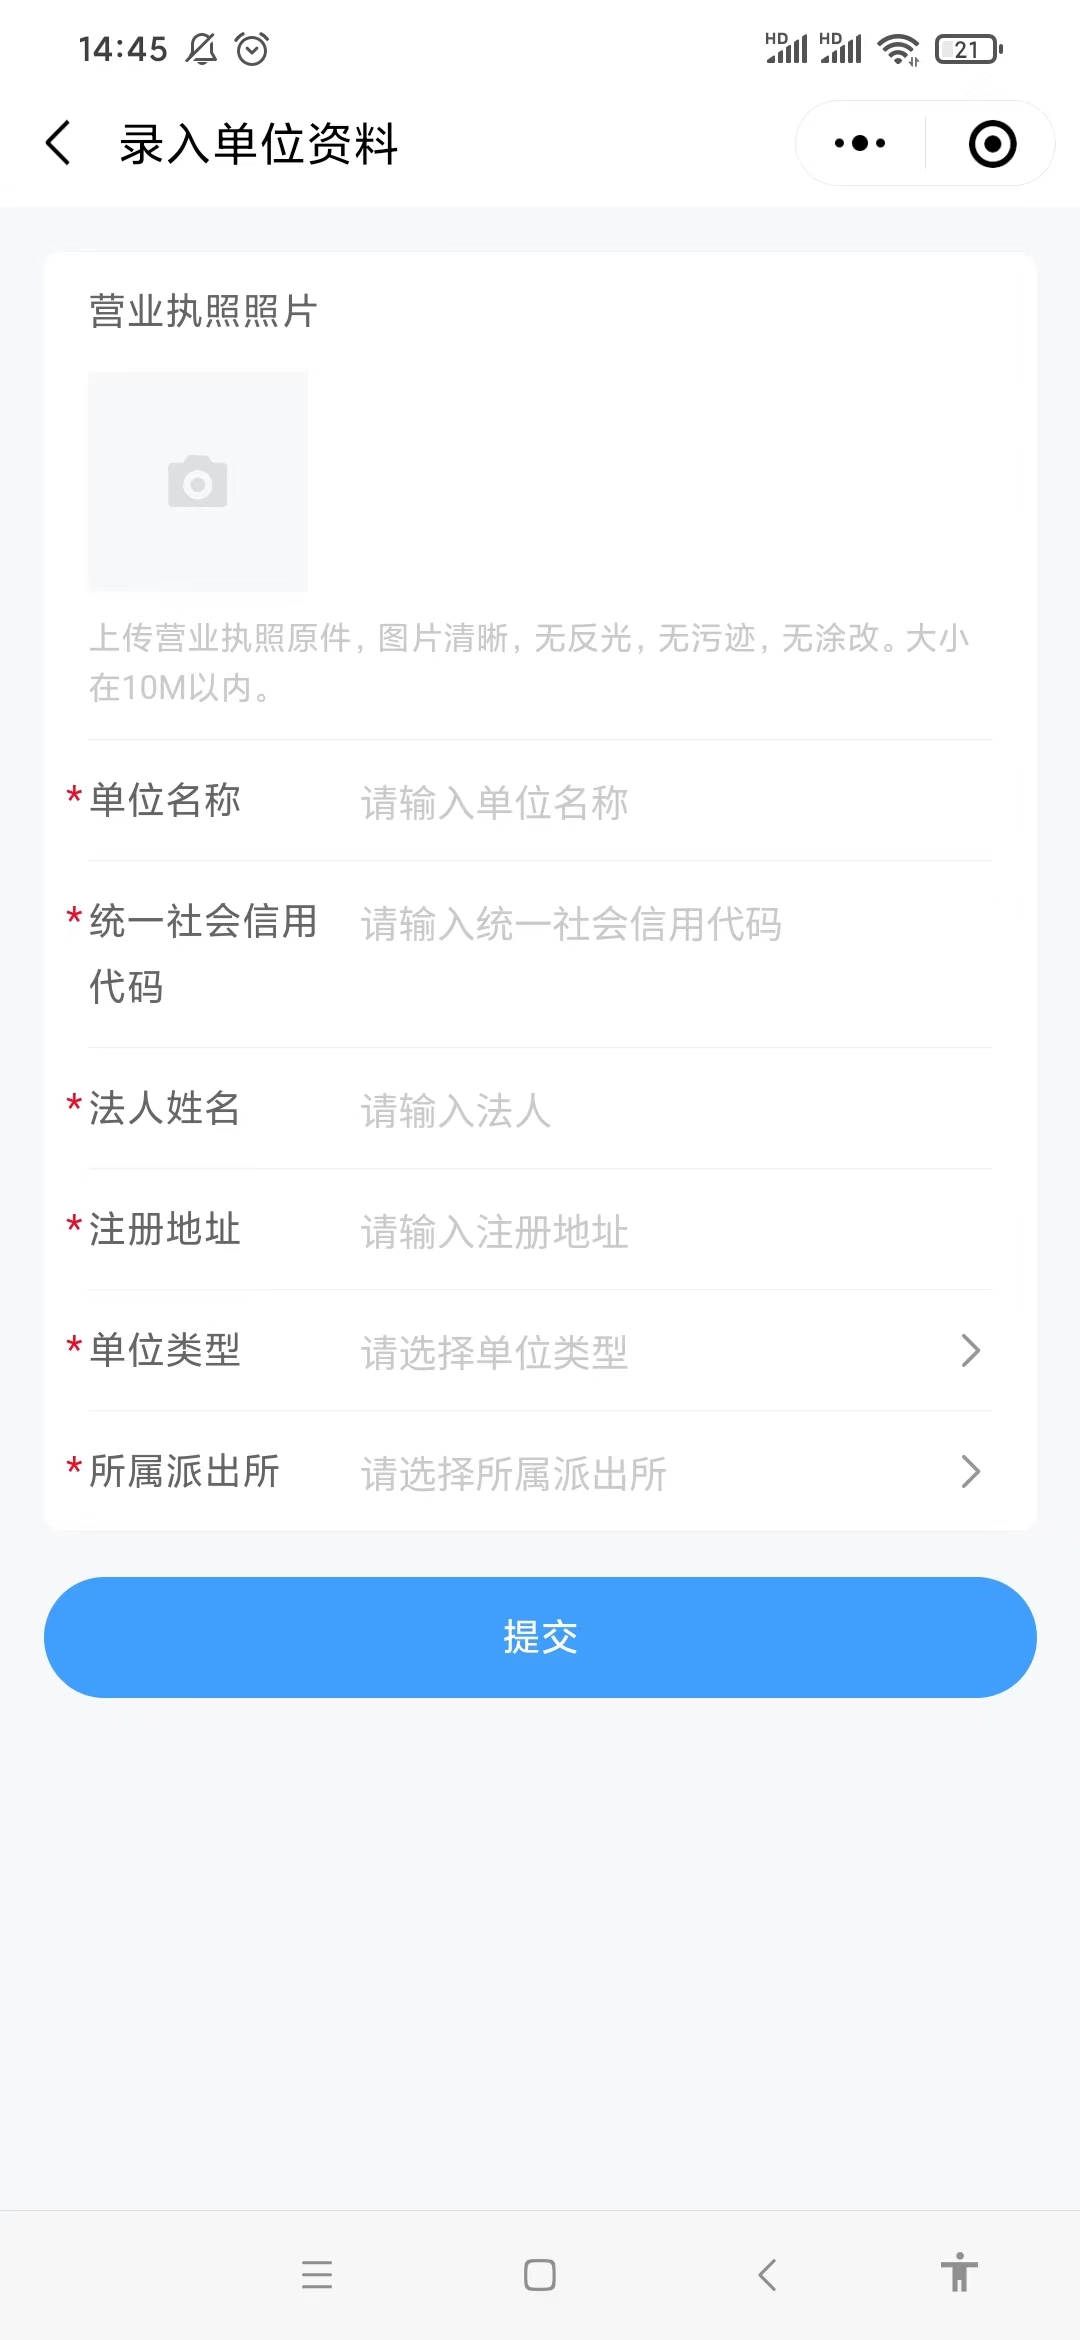 14:45 HD HD 21
录入单位资料
营业执照照片
上传营业执照原件，图片清晰，无反光，无污迹，无涂改。大小
在10M以内。
*单位名称 请输入单位名称
*统一社会信用 请输入统一社会信用代码
代码
*法人姓名 请输入法人
*注册地址 请输入注册地址
*单位类型 请选择单位类型
*所属派出所 请选择所属派出所
提交